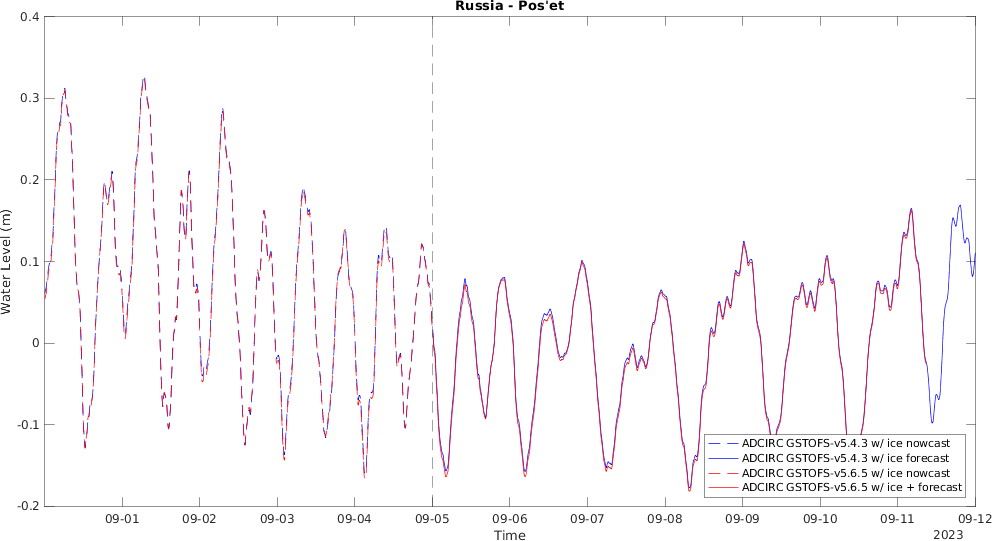 Russia - Pos'et
0.4
0.3
0.2
0.1
0
-0.1
-0.2
Water Level (m)
09-01 09-02 09-03 09-04 09-05 09-06 09-07 09-08 09-09 09-10 09-11 09-12
Time
2023
ADCIRC GSTOFS-v5.4.3 w/ ice nowcast
ADCIRC GSTOFS-v5.4.3 w/ ice forecast
ADCIRC GSTOFS-v5.6.5 w/ ice nowcast
ADCIRC GSTOFS-v5.6.5 w/ ice + forecast